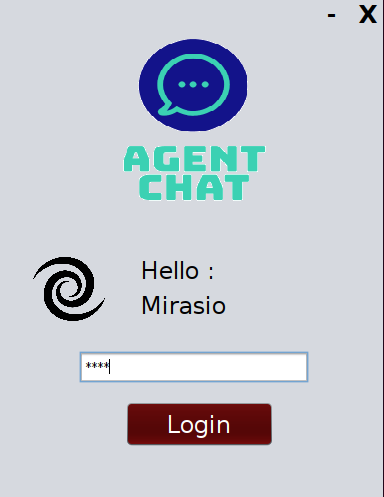 - X
AGENT
CHAT
Hello :
Mirasio
****
Login